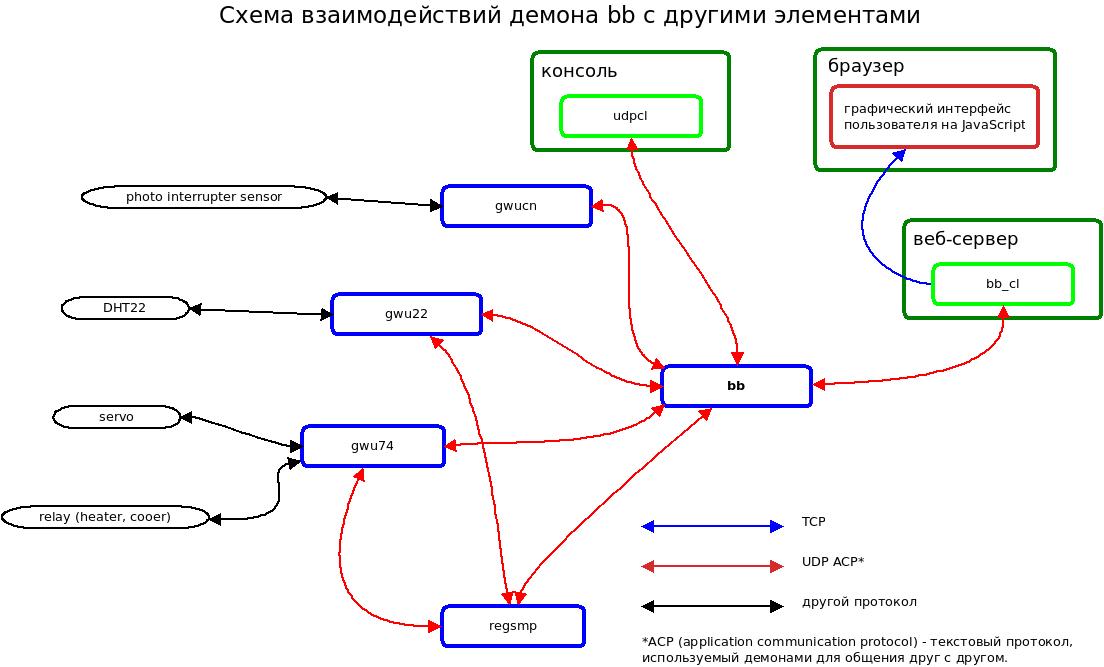 Схема взаимодействий демона bb с другими элементами
консоль
udpcl
браузер
графический интерфейс
пользователя на JavaScript
photo interrupter sensor
gwucn
веб-сервер
bb_cl
DHT22
gwu22
bb
servo
gwu74
relay (heater, cooer)
regsmp
TCP
UDP ACP*
другой протокол
*ACP (application communication protocol) - текстовый протокол,
используемый демонами для общения друг с другом.